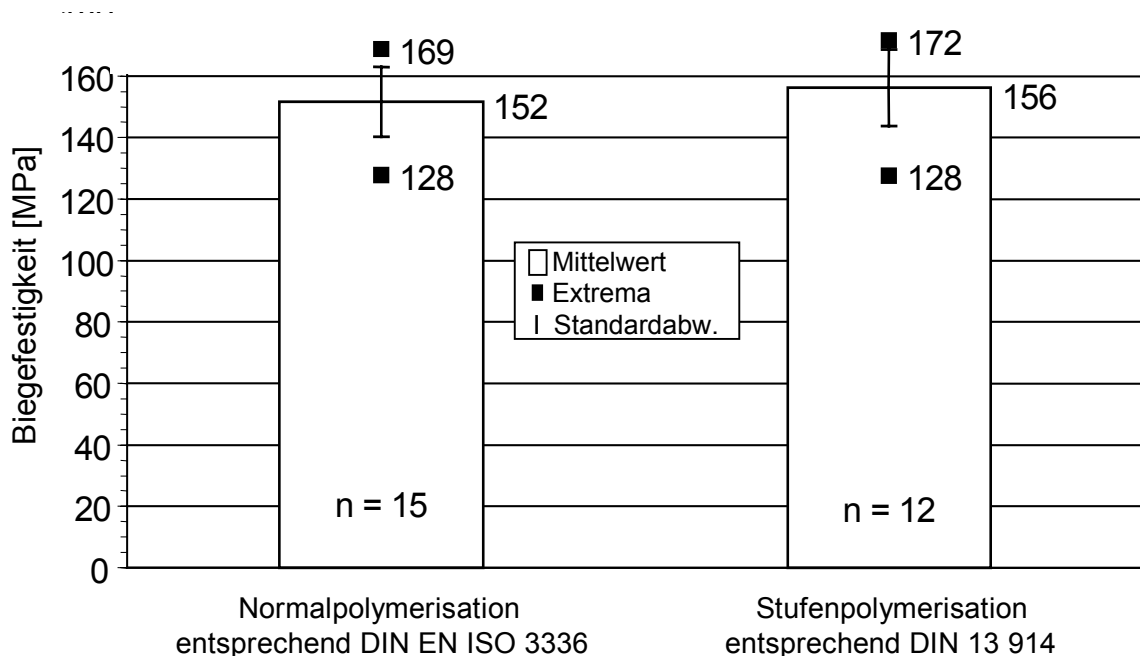 169
172
160
152
156
140
128
128
120
100
80
60
40
20
0
Biegefestigkeit [MPa]
Mittelwert
Extrema
Standardabw.
n = 15
n = 12
Normalpolymerisation
entsprechend DIN EN ISO 3336
Stufenpolymerisation
entsprechend DIN 13 914